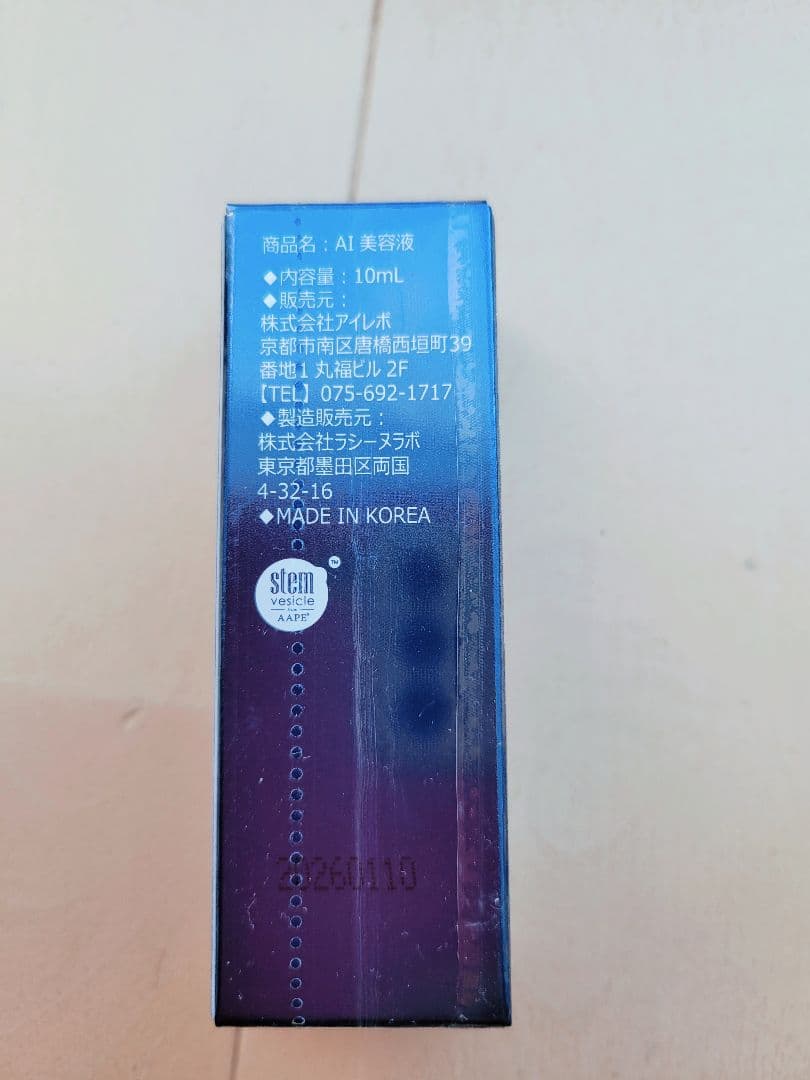 商品名：AI 美容液
◆内容量：10mL
◆販売元：
株式会社アイレボ
京都市南区唐橋西垣町39
番地1 丸福ビル 2F
【TEL】075-692-1717
◆製造販売元：
株式会社ラシーヌラボ
東京都墨田区両国
4-32-16
◆MADE IN KOREA
stem
TM
vesicle
AAPE®
20260110